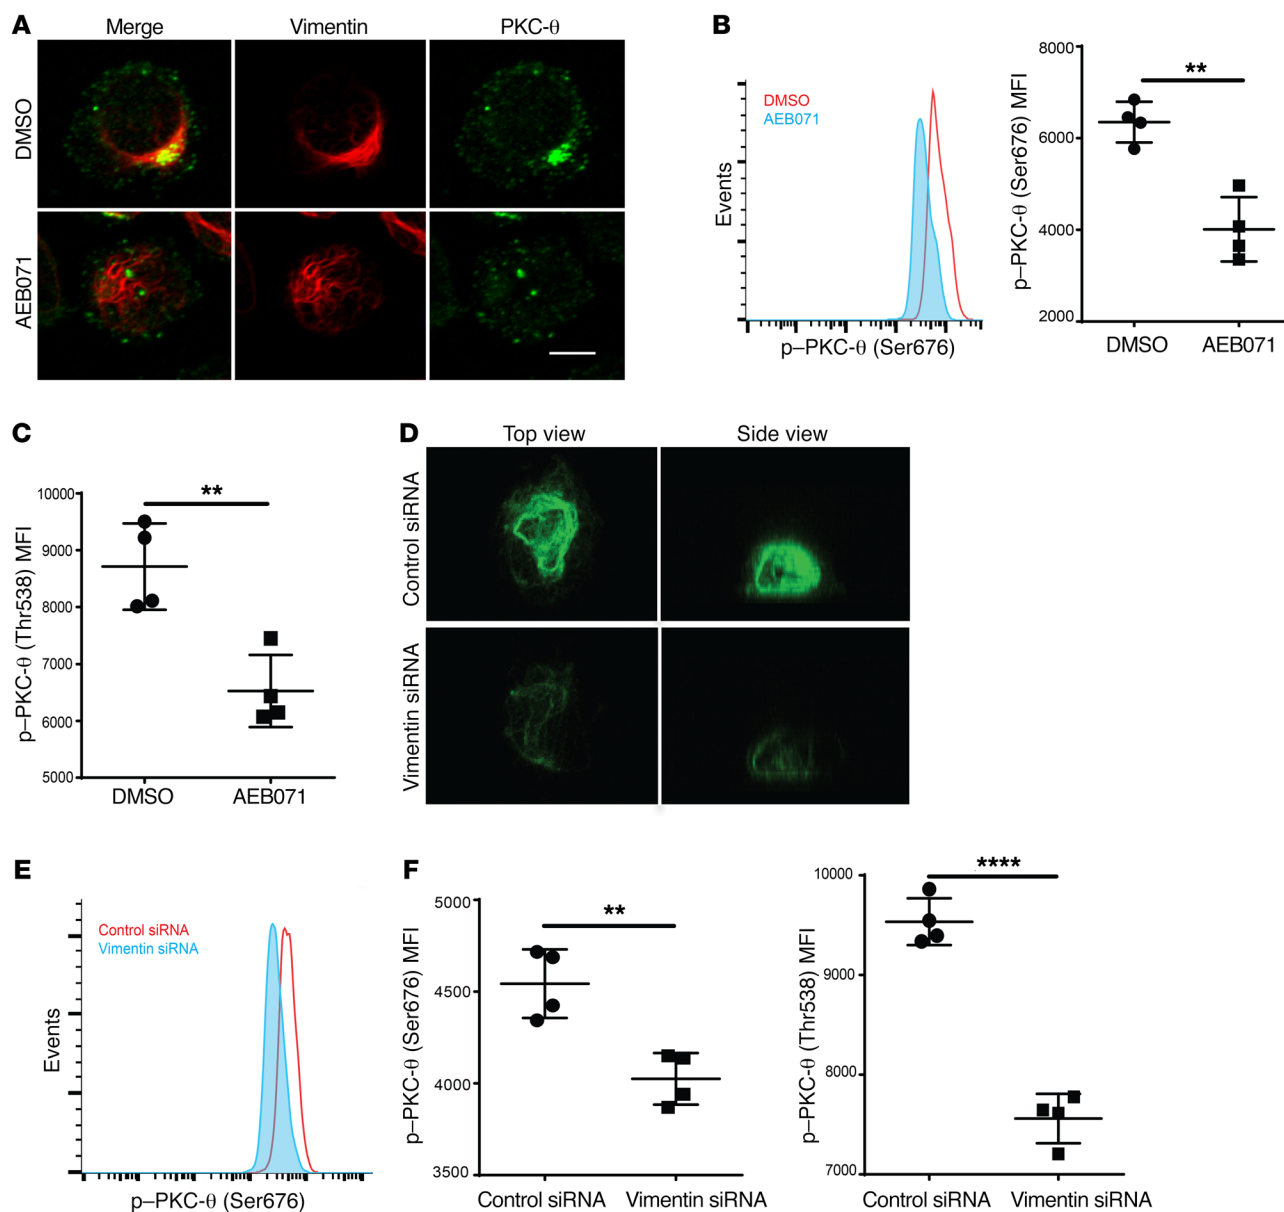 A
Merge
Vimentin
PKC-θ
DMSO
AEB071
B
DMSO
AEB071
Events
p–PKC-θ (Ser676)
p–PKC-θ (Ser676) MFI
8000
6000
4000
2000
**
DMSO
AEB071
C
p–PKC-θ (Thr538) MFI
10000
9000
8000
7000
6000
5000
**
DMSO
AEB071
D
Top view
Side view
Control siRNA
Vimentin siRNA
E
Control siRNA
Vimentin siRNA
Events
p–PKC-θ (Ser676)
F
p–PKC-θ (Ser676) MFI
5000
4500
4000
3500
**
Control siRNA
Vimentin siRNA
p–PKC-θ (Thr538) MFI
10000
9000
8000
7000
****
Control siRNA
Vimentin siRNA